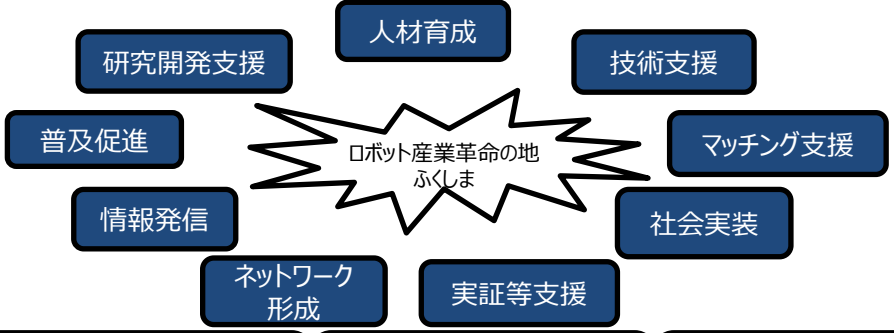 人材育成
研究開発支援
技術支援
普及促進
ロボット産業革命の地
ふくしま
マッチング支援
情報発信
社会実装
ネットワーク
形成
実証等支援